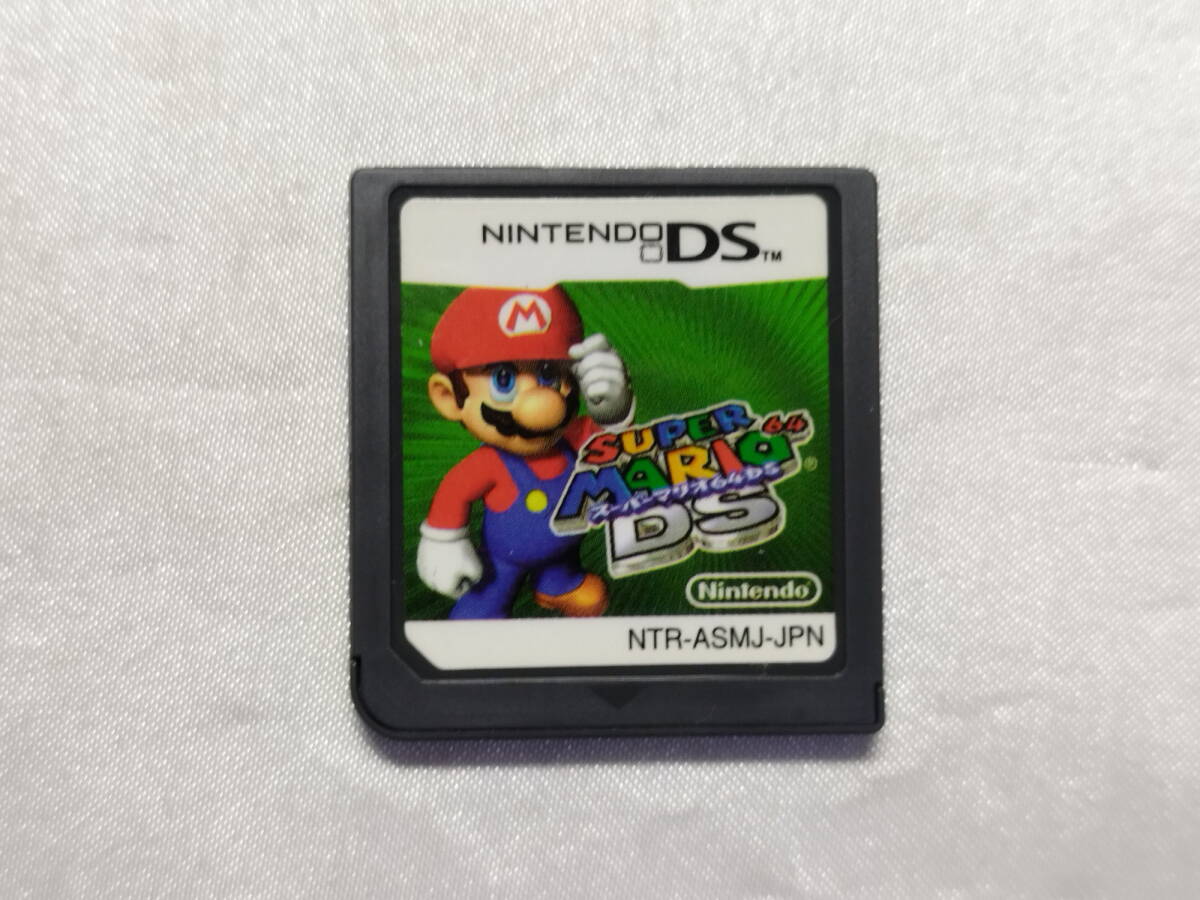 NINTENDO DS™
M
SUPER
MARIO 64®
スーパーマリオ64DS
DS
Nintendo
NTR-ASMJ-JPN